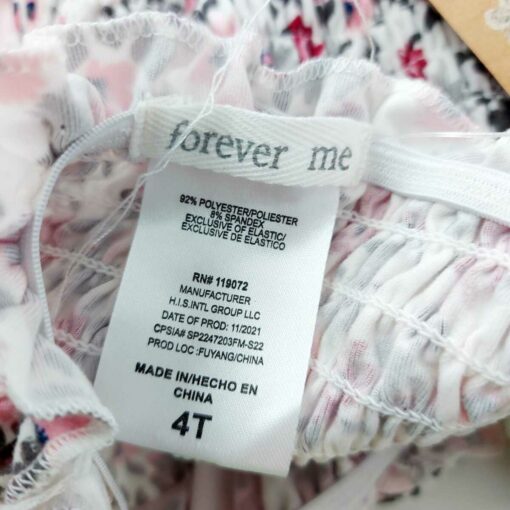 forever me
92% POLYESTER/POLIESTER
8% SPANDEX
EXCLUSIVE OF ELASTIC/
EXCLUSIVE DE ELASTICO
RN# 119072
MANUFACTURER
H.I.S.INTL GROUP LLC
DATE OF PROD: 11/2021
CPSIA# SP2247203FM-S22
PROD LOC :FUYANG/CHINA
MADE IN/HECHO EN
CHINA
4T